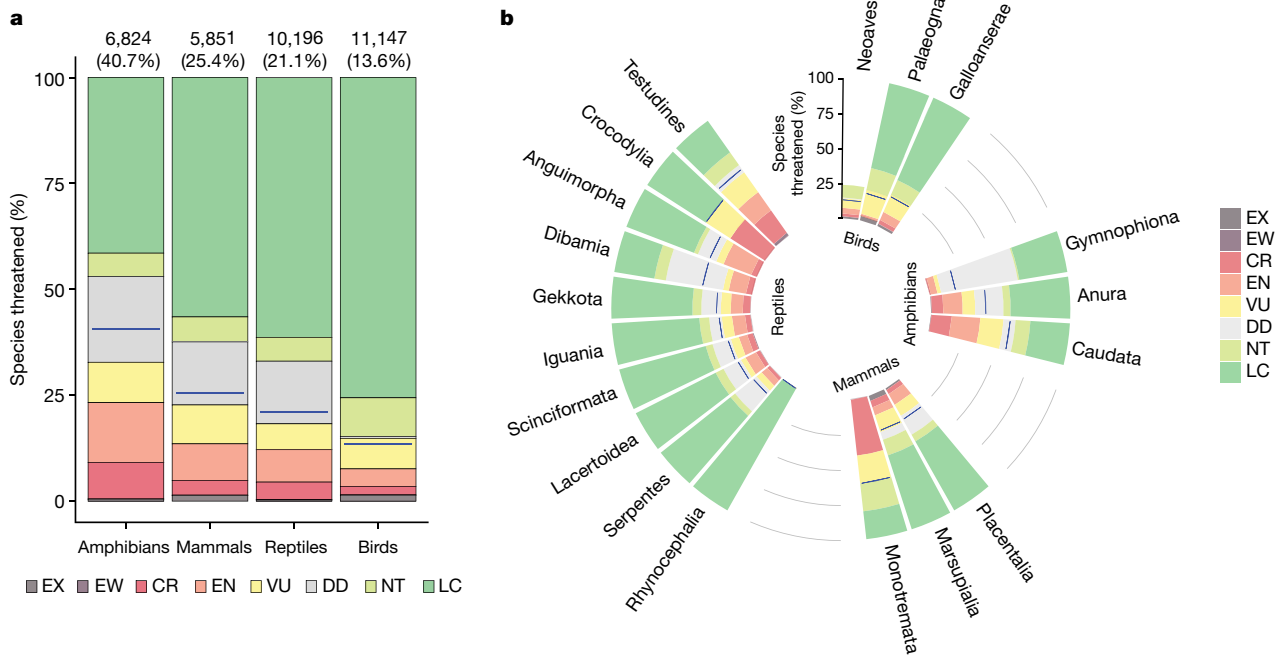 a
6,824
(40.7%)
5,851
(25.4%)
10,196
(21.1%)
11,147
(13.6%)
Species threatened (%)
100
75
50
25
0
Amphibians
Mammals
Reptiles
Birds
EX
EW
CR
EN
VU
DD
NT
LC
b
Testudines
Crocodylia
Anguimorpha
Dibamia
Gekkota
Iguania
Scinciformata
Lacertoidea
Serpentes
Rhynocephalia
Reptiles
Species
threatened (%)
100
75
50
25
Neoaves
Palaeogna
Galloanserae
Birds
Gymnophiona
Anura
Caudata
Amphibians
Mammals
Monotremata
Marsupialia
Placentalia
EX
EW
CR
EN
VU
DD
NT
LC